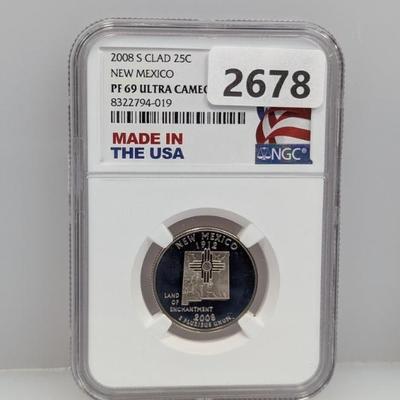 2008 S CLAD 25C
NEW MEXICO
PF 69 ULTRA CAMEO
8322794-019
2678
MADE IN
THE USA
NGC
NEW MEXICO
1912
LAND
OF
ENCHANTMENT
2008
E PLURIBUS UNUM